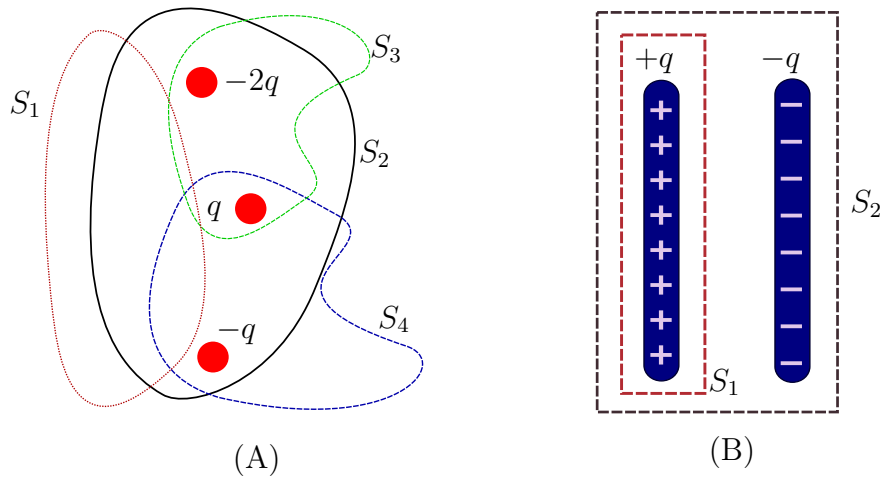 S₁
−2q
S₃
S₂
q
S₄
−q
(A)
+q
−q
+ + + + + + + +
− − − − − − − −
S₂
S₁
(B)